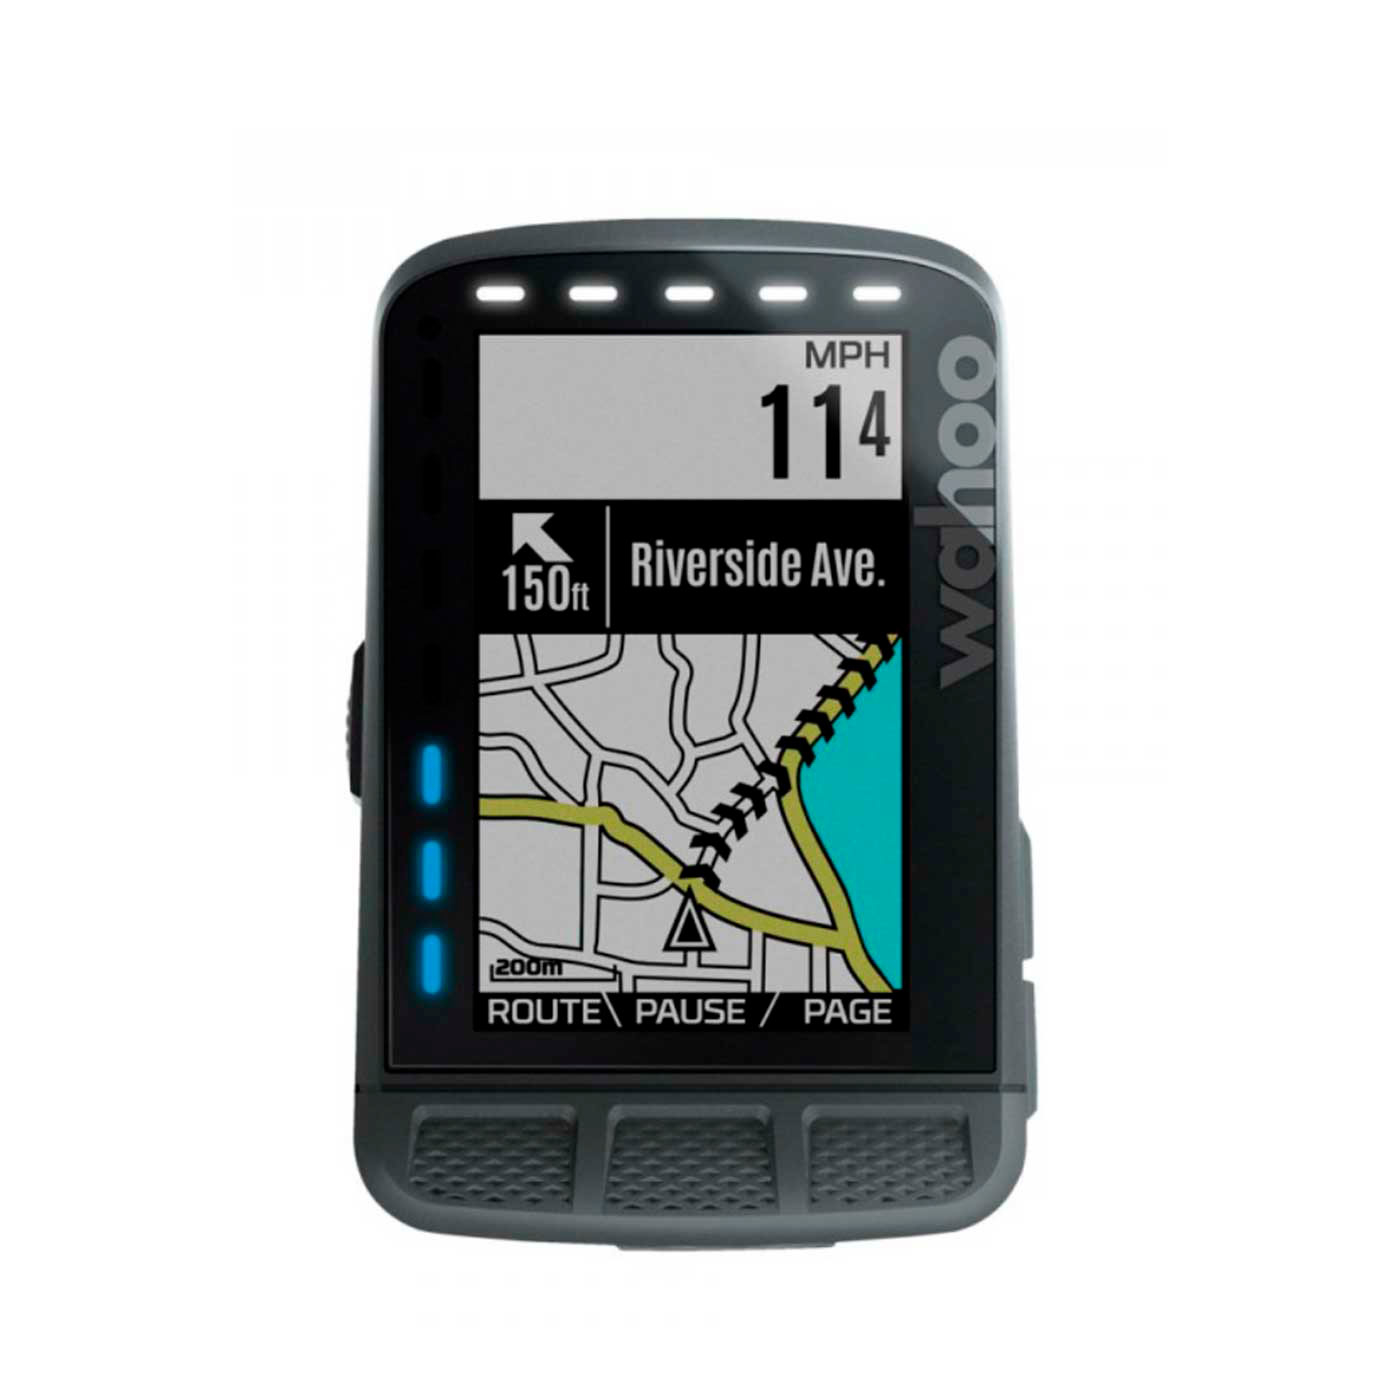 MPH
114
150ft
Riverside Ave.
200m
ROUTE\ PAUSE / PAGE
wahoo